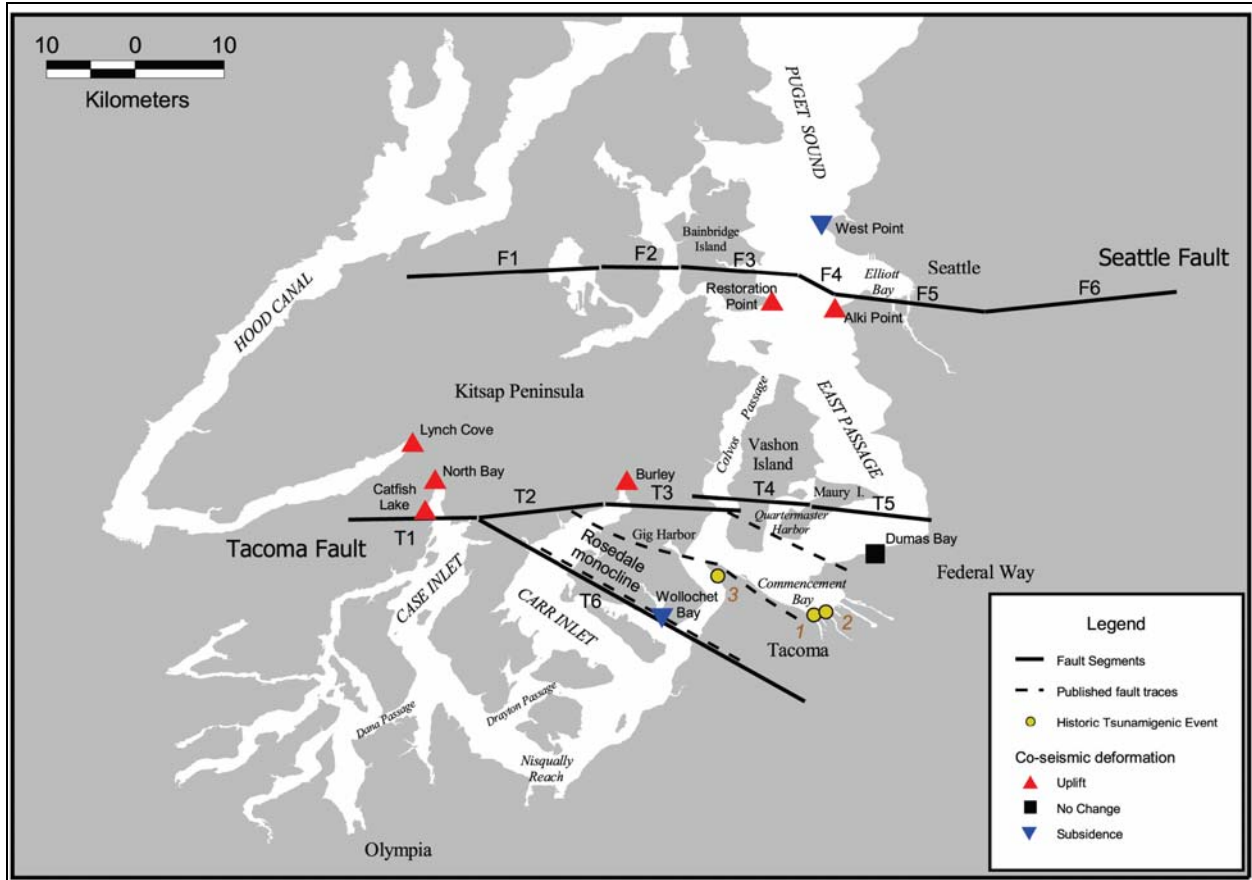 10 0 10
Kilometers
PUGET SOUND
West Point
Bainbridge
Island
Seattle
Seattle Fault
Elliott
Bay
F1
F2
F3
F4
F5
F6
Restoration
Point
Alki Point
HOOD CANAL
Kitsap Peninsula
Colvos Passage
EAST PASSAGE
Vashon
Island
Lynch Cove
North Bay
Catfish
Lake
Burley
Maury I.
T1
T2
T3
T4
T5
Tacoma Fault
Quartermaster
Harbor
Gig Harbor
Dumas Bay
Federal Way
Rosedale
monocline
T6
Wollochet
Bay
Commencement
Bay
3
1
2
Tacoma
CASE INLET
CARR INLET
Dana Passage
Drayton Passage
Nisqually
Reach
Olympia
Legend
Fault Segments
Published fault traces
Historic Tsunamigenic Event
Co-seismic deformation
Uplift
No Change
Subsidence